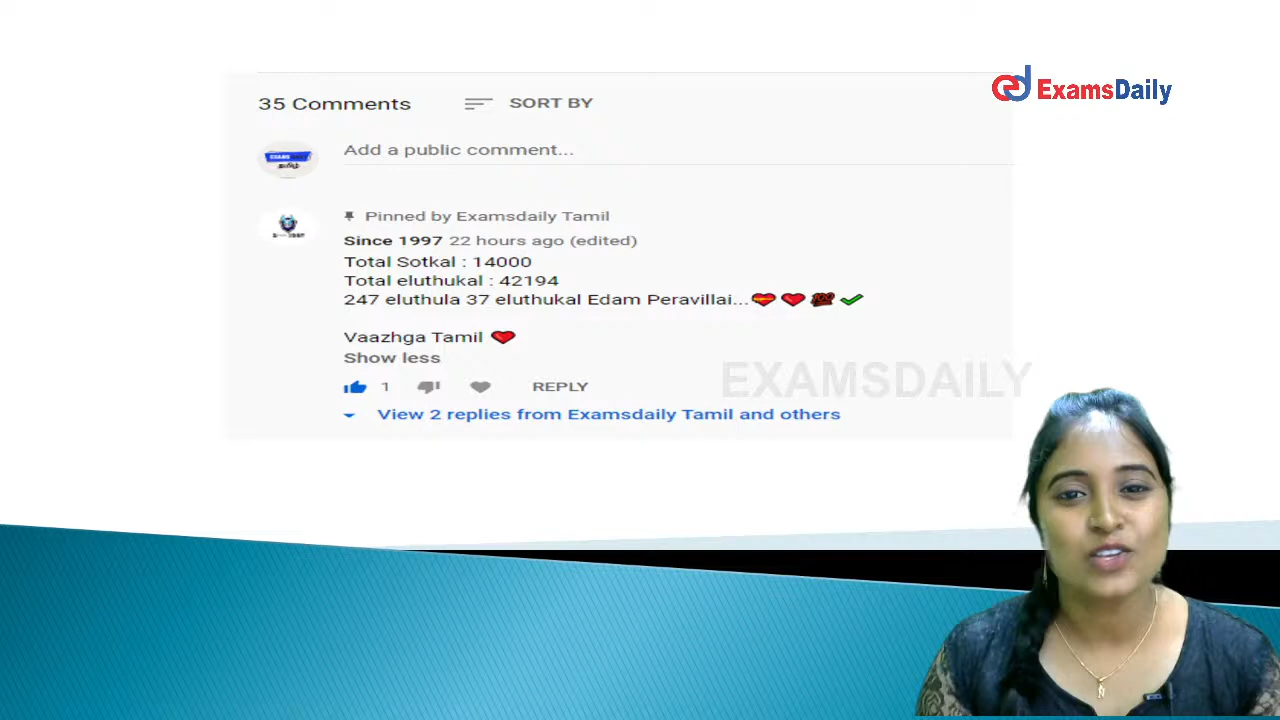 ExamsDaily
35 Comments SORT BY
Add a public comment...
Pinned by Examsdaily Tamil
Since 1997 22 hours ago (edited)
Total Sotkal : 14000
Total eluthukal : 42194
247 eluthula 37 eluthukal Edam Peravillai...❤️💯✔
Vaazhga Tamil ❤
Show less
1 REPLY
View 2 replies from Examsdaily Tamil and others
EXAMSDAILY